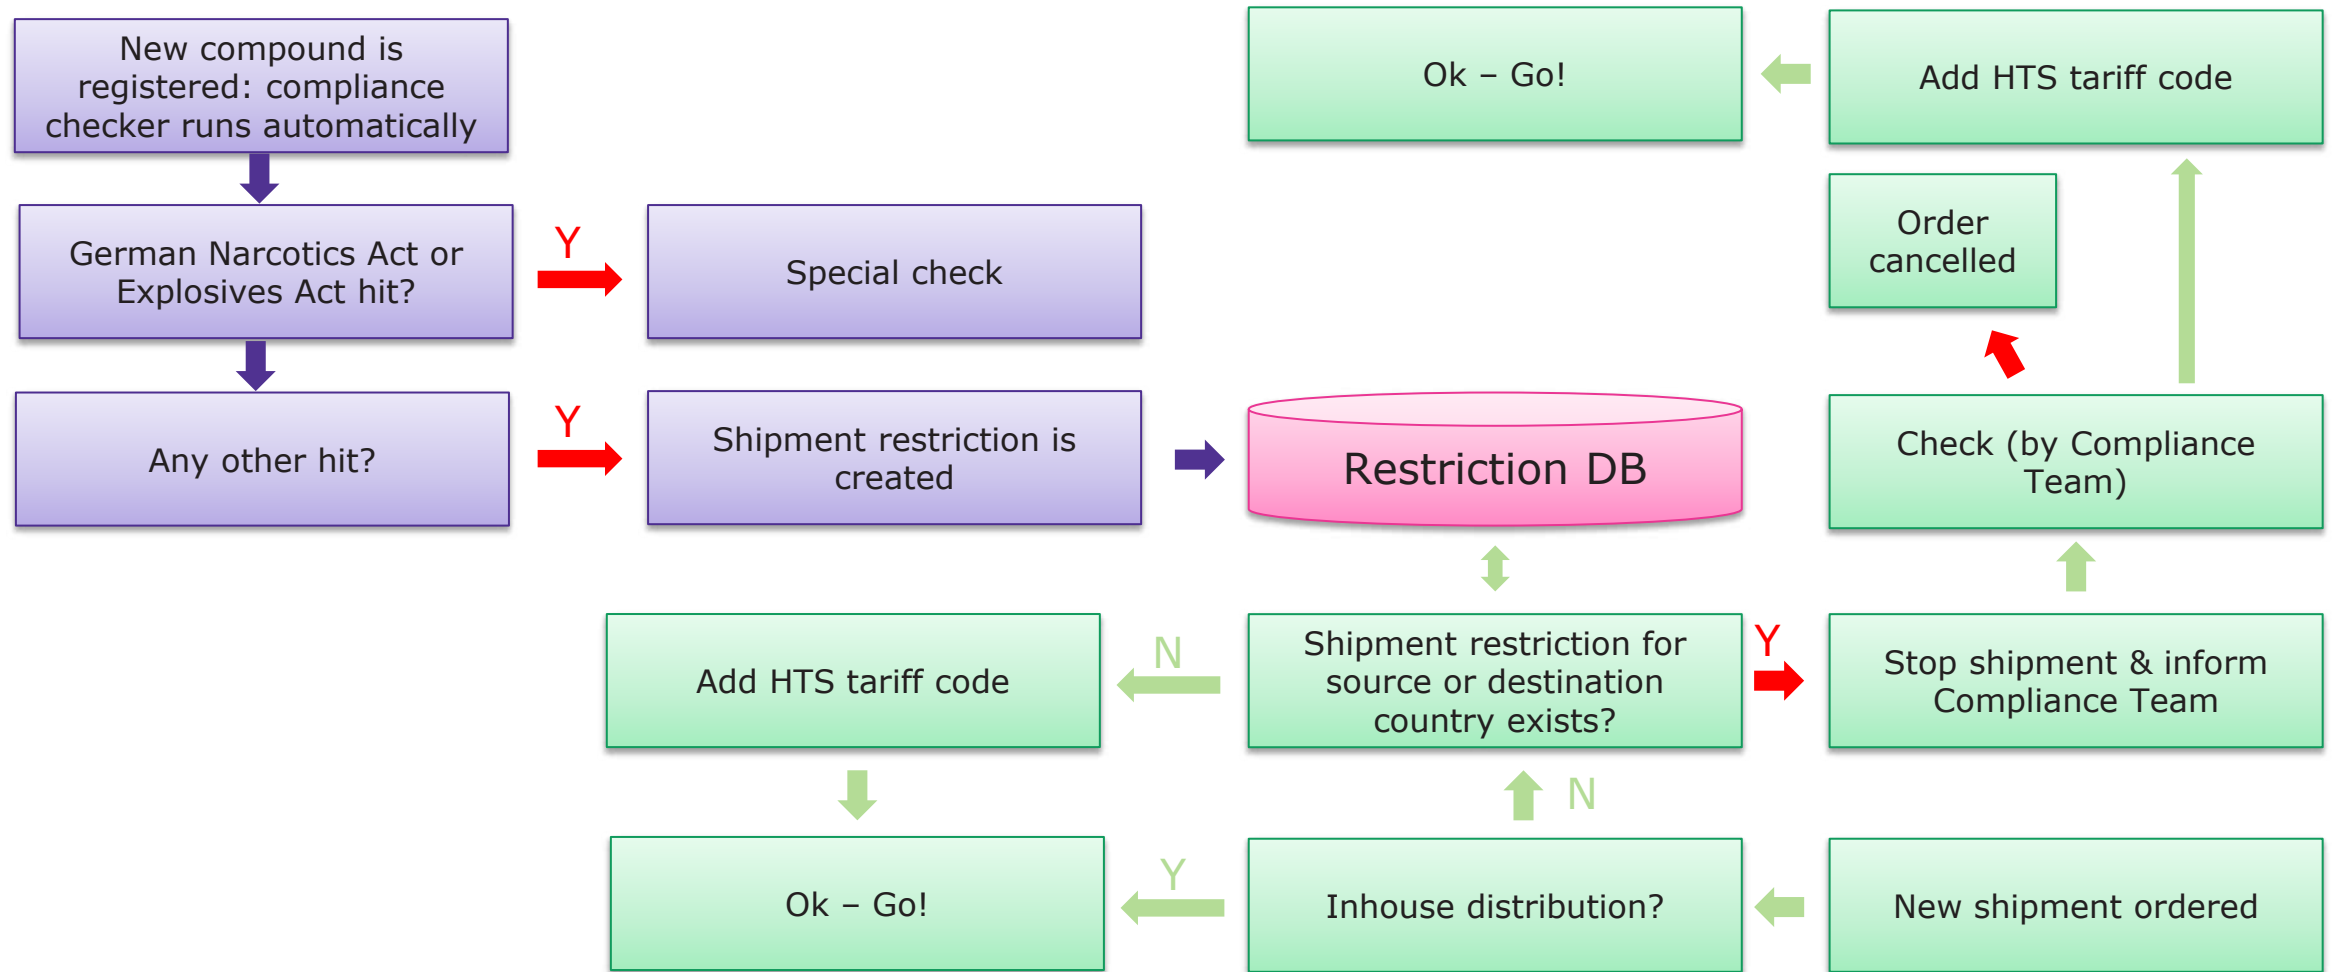 New compound is
registered: compliance
checker runs automatically
Ok – Go!
Add HTS tariff code
German Narcotics Act or
Explosives Act hit?
Y
Special check
Order
cancelled
Any other hit?
Y
Shipment restriction is
created
Restriction DB
Check (by Compliance
Team)
Add HTS tariff code
N
Shipment restriction for
source or destination
country exists?
Y
Stop shipment & inform
Compliance Team
N
Ok – Go!
Y
Inhouse distribution?
New shipment ordered